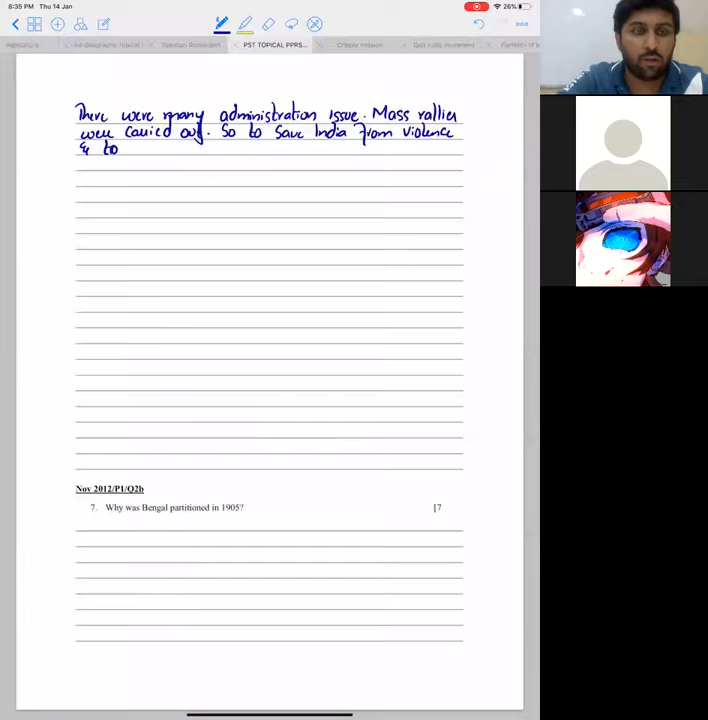 8:35 PM Thu 14 Jan
26%
Agriculture
PST TOPICAL PPRS...
There were many administration issue. Mass rallies
were carried out. So to save India from violence
& to
Nov 2012/P1/Q2b
7. Why was Bengal partitioned in 1905? [7